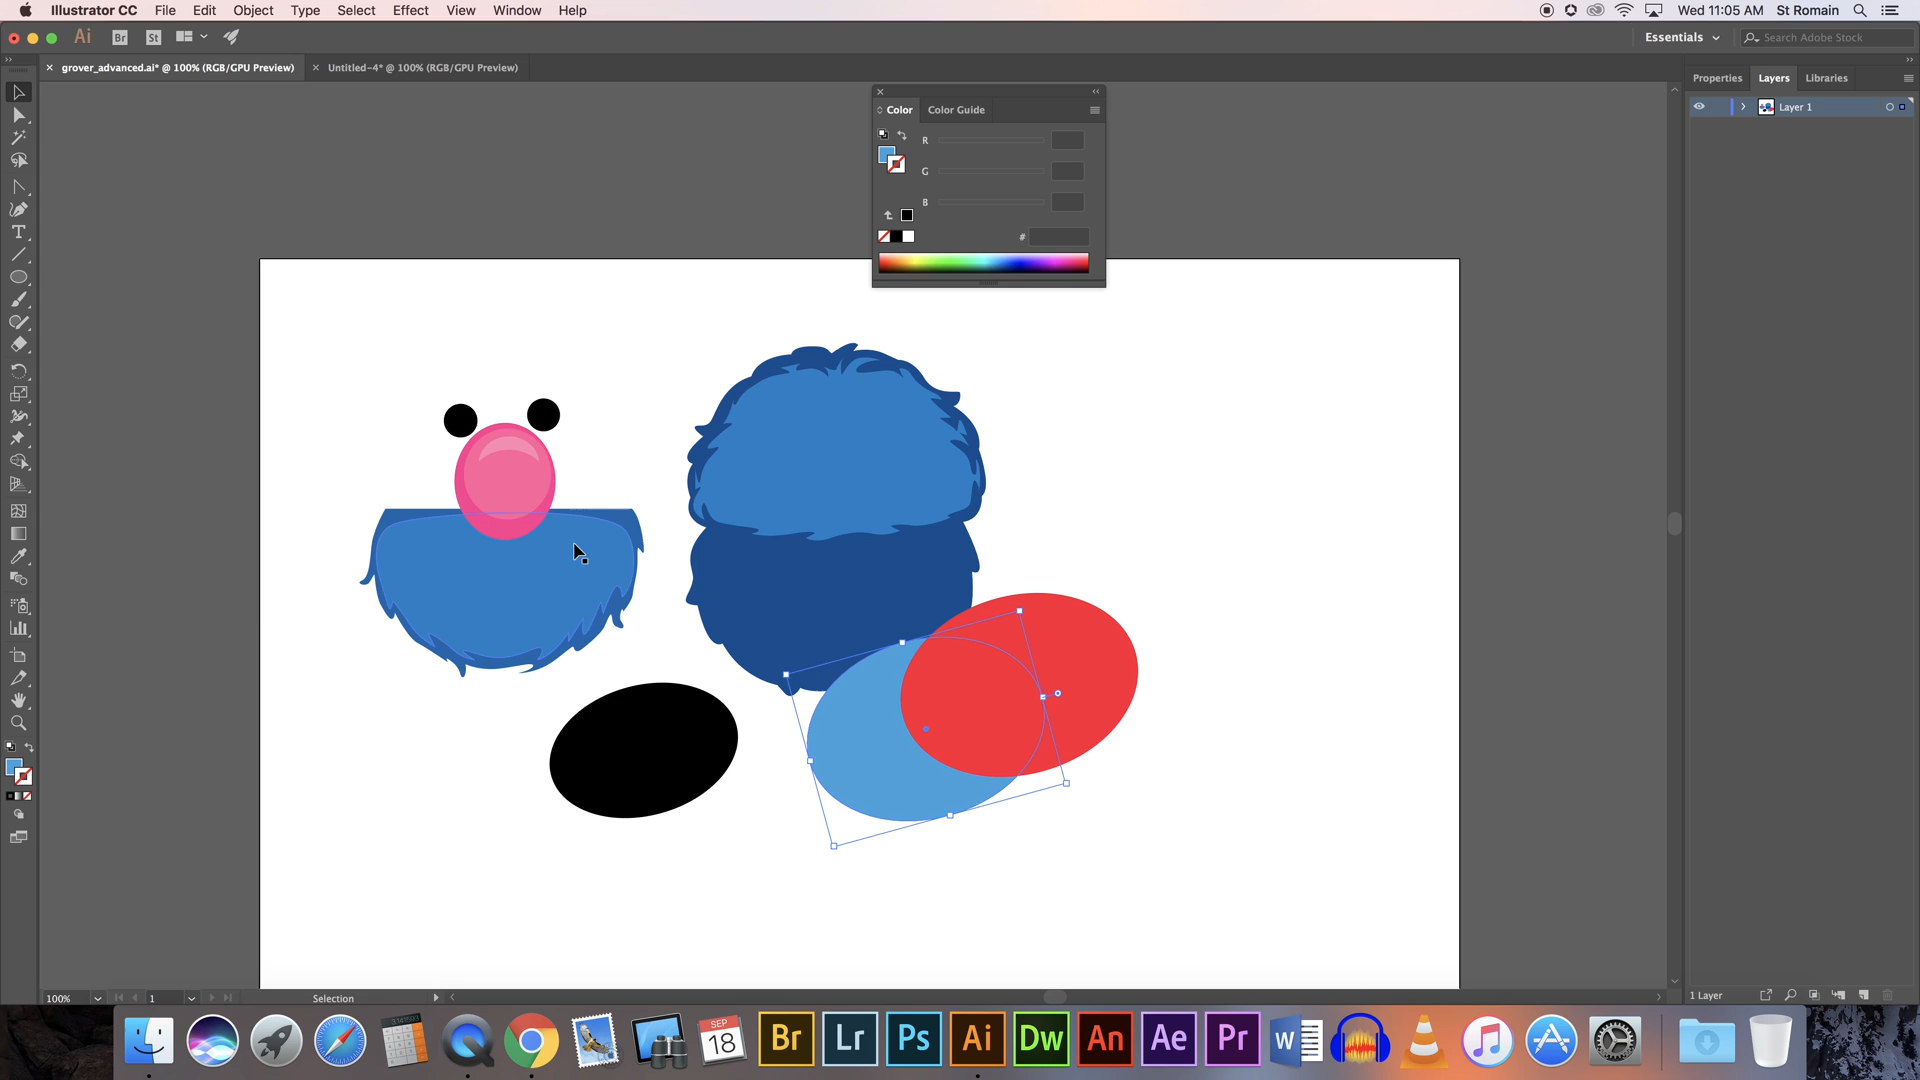 Illustrator CC File Edit Object Type Select Effect View Window Help Wed 11:05 AM St Romain
Ai Br St Essentials Search Adobe Stock
grover_advanced.ai* @ 100% (RGB/GPU Preview) Untitled-4* @ 100% (RGB/GPU Preview)
Properties Layers Libraries
Layer 1
Color Color Guide
R
G
B
#
T
100% 1 Selection
1 Layer
SEP
18
Br Lr Ps Ai Dw An Ae Pr W